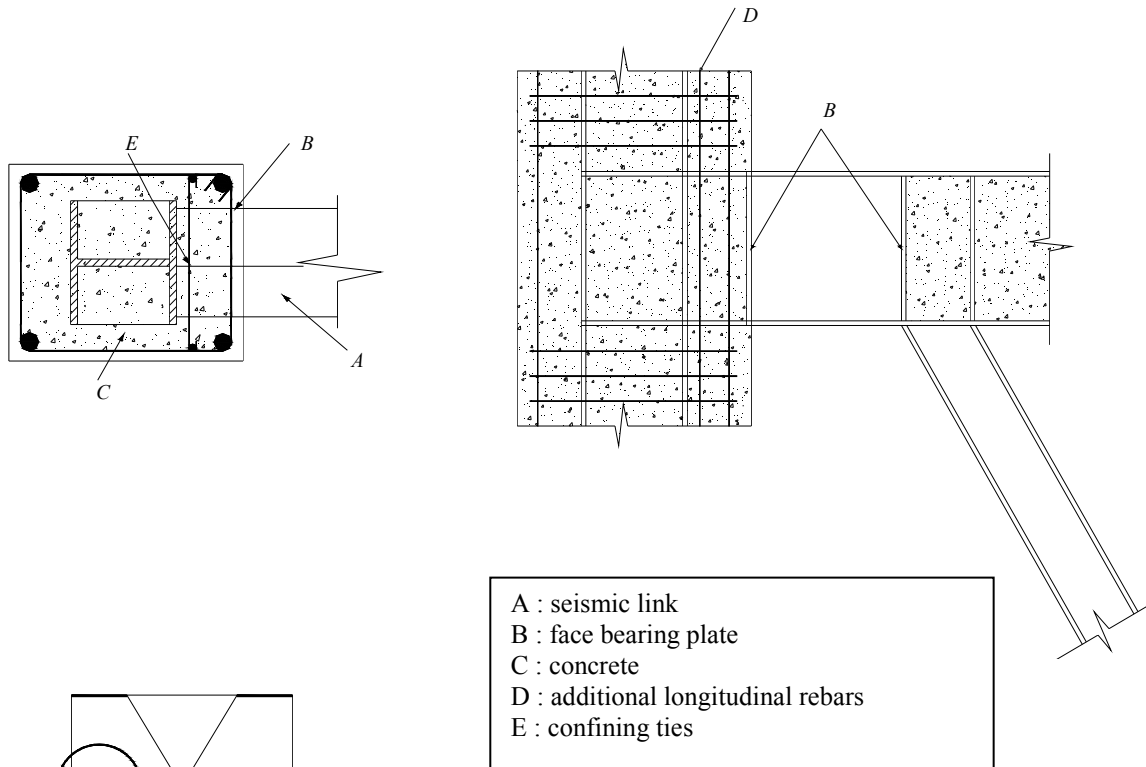 D
B
E
B
A
C
A : seismic link
B : face bearing plate
C : concrete
D : additional longitudinal rebars
E : confining ties